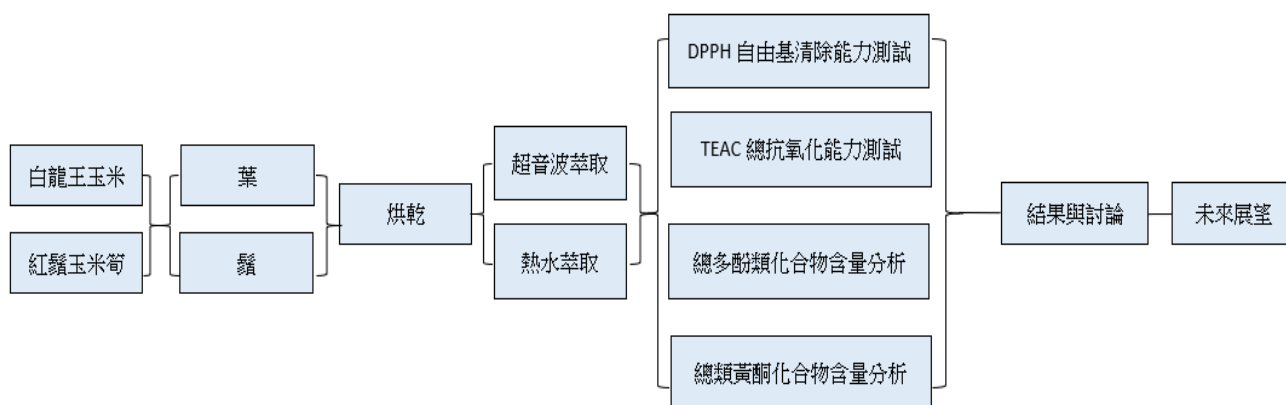 白龍王玉米
紅鬚玉米筍
葉
鬚
烘乾
超音波萃取
熱水萃取
DPPH 自由基清除能力測試
TEAC 總抗氧化能力測試
總多酚類化合物含量分析
總類黃酮化合物含量分析
結果與討論
未來展望